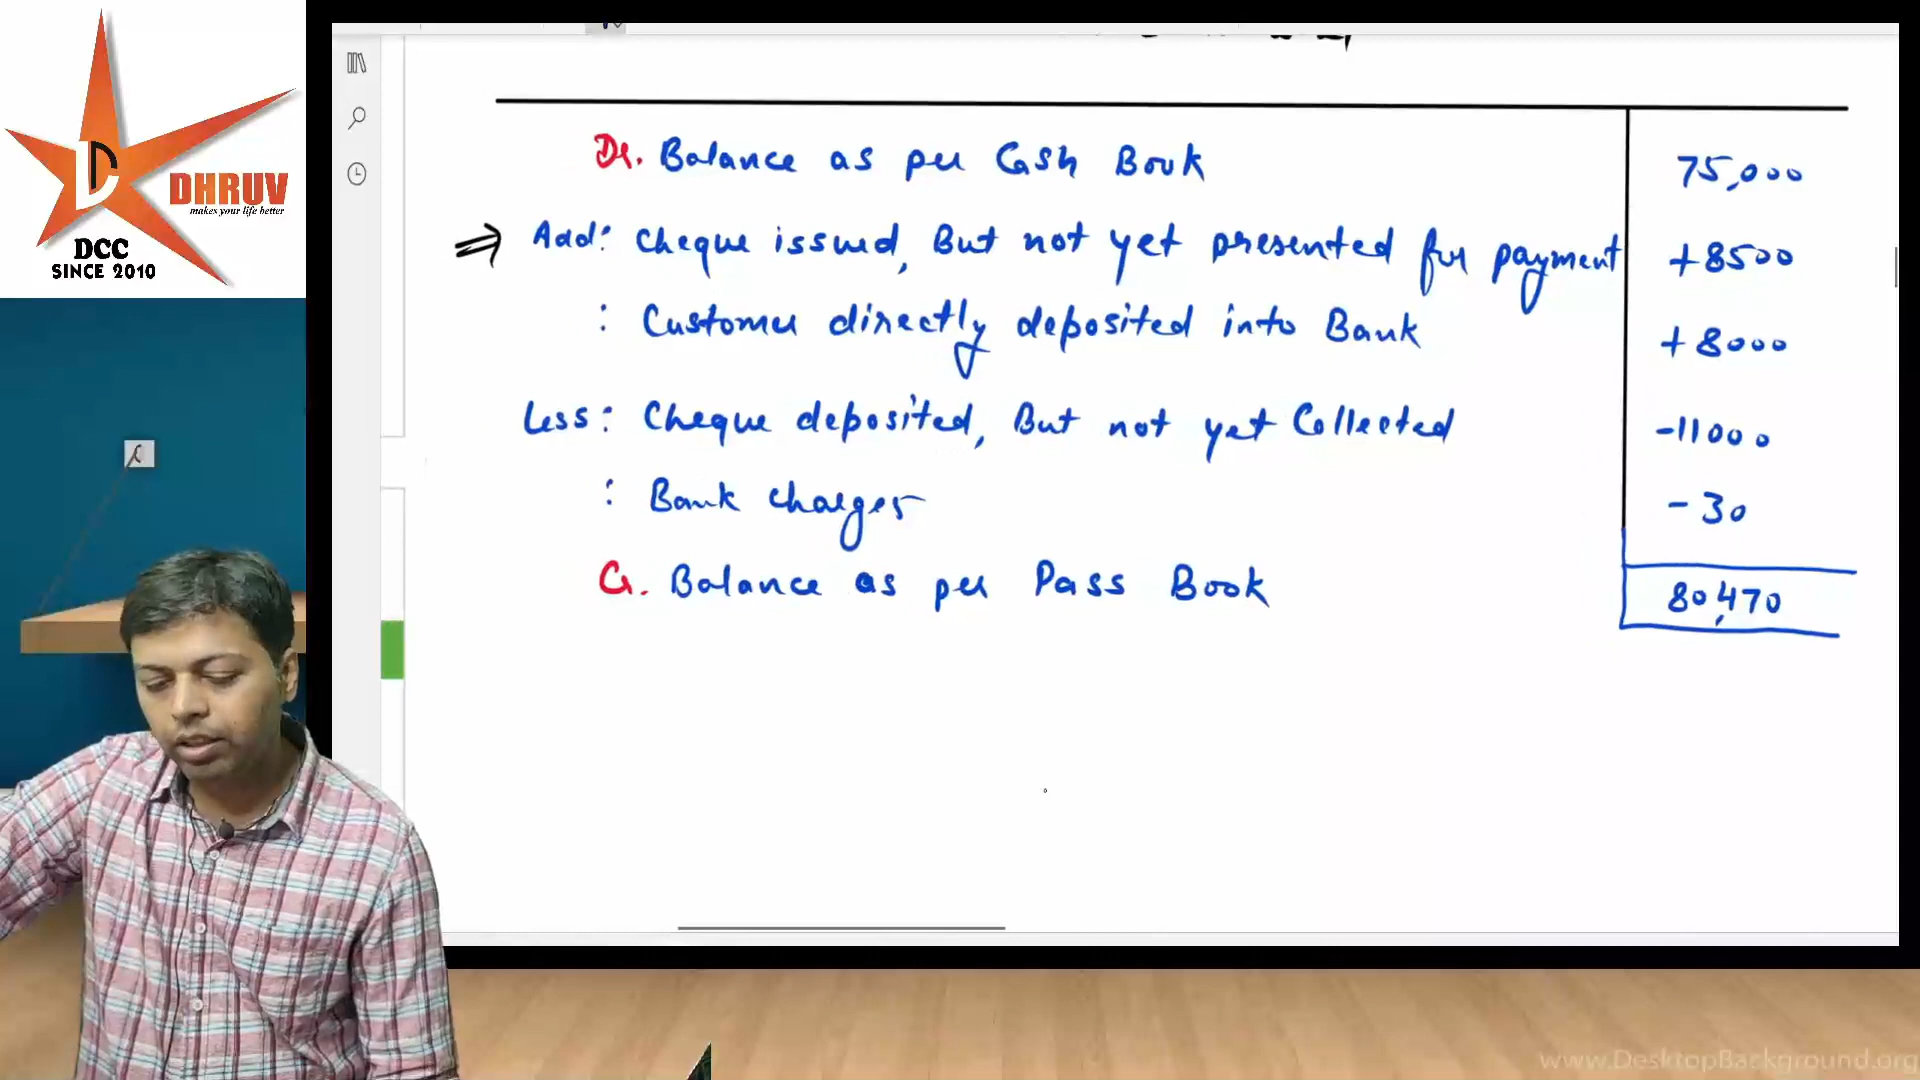 DC
DHRUV
makes your life better
DCC
SINCE 2010
Dr. Balance as per Cash Book 75,000
⇒ Add: Cheque issued, But not yet presented for payment +8500
: Customer directly deposited into Bank +8000
Less: Cheque deposited, But not yet Collected -11000
: Bank charges -30
Cr. Balance as per Pass Book 80,470
www.DesktopBackground.org